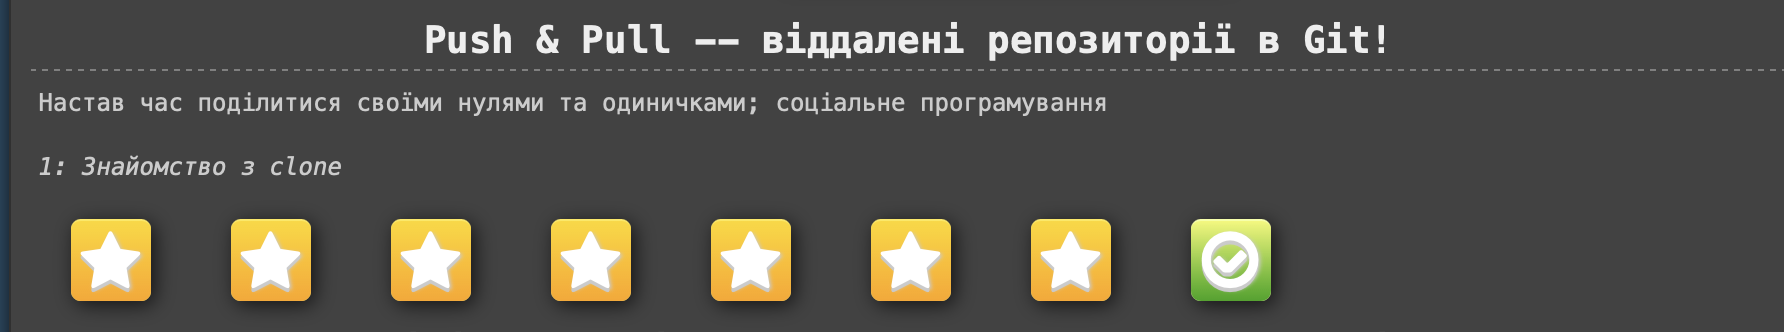 Push & Pull -- віддалені репозиторії в Git!
Настав час поділитися своїми нулями та одиничками; соціальне програмування
1: Знайомство з clone